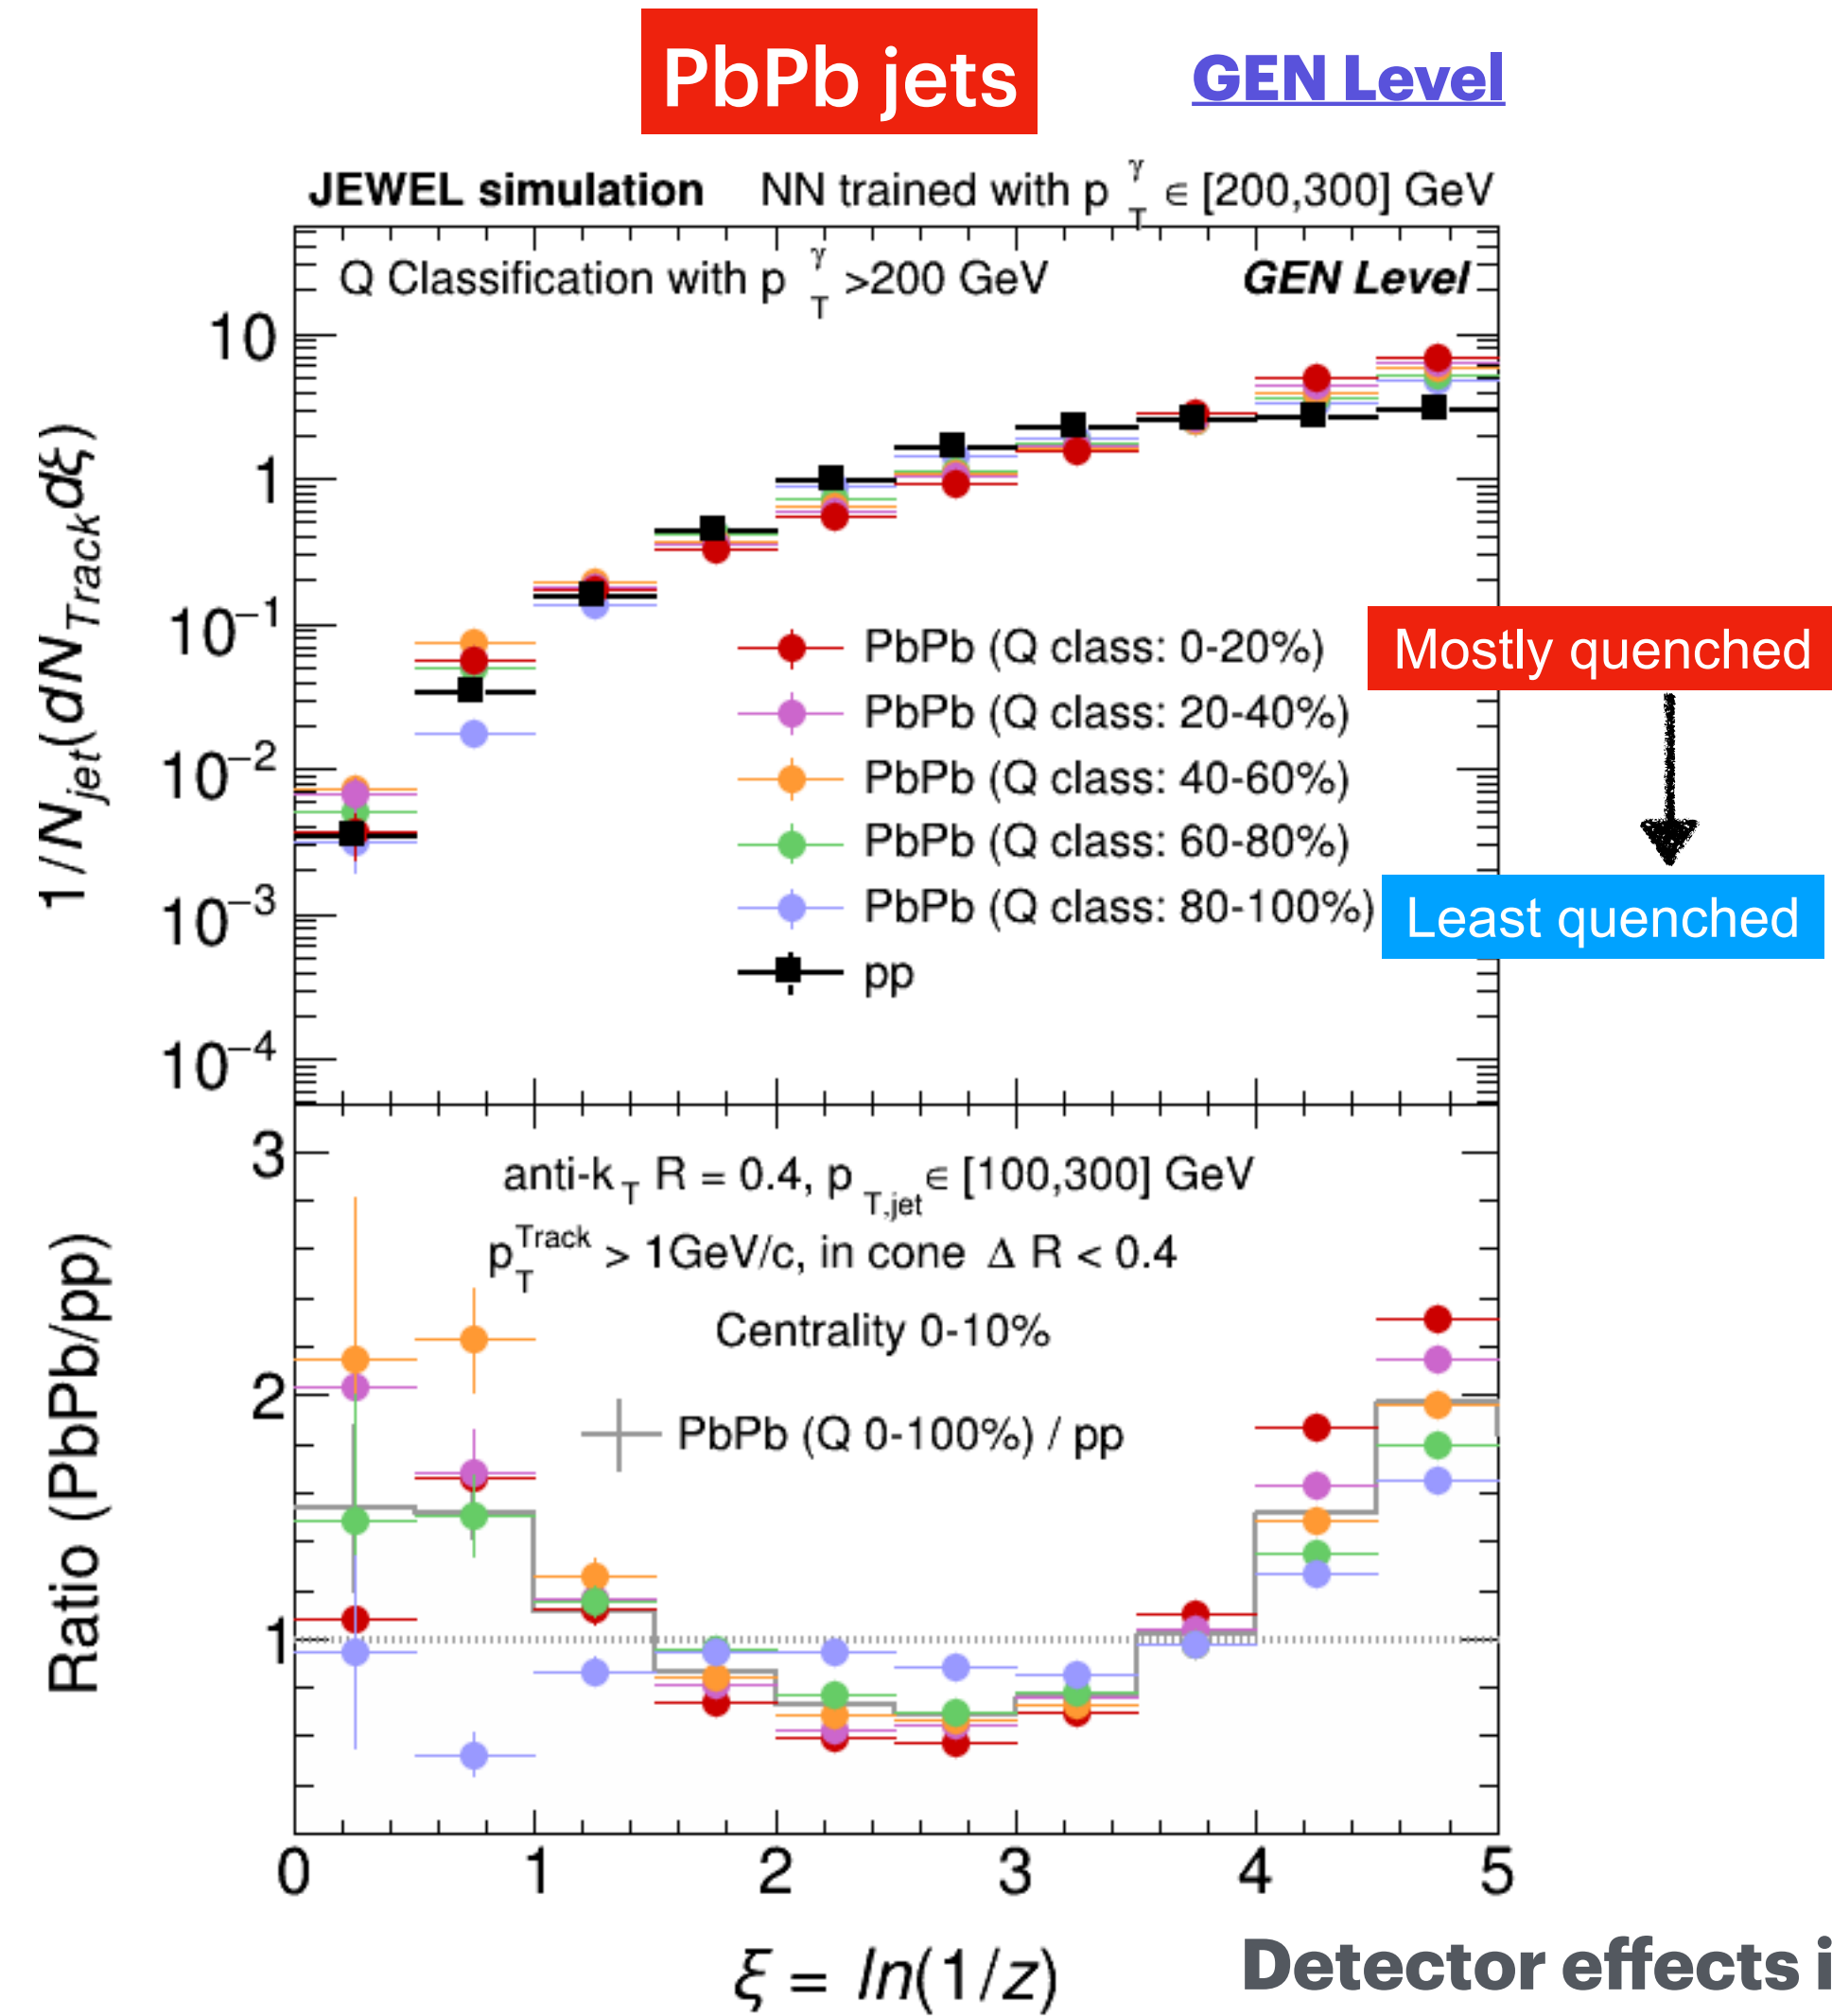 PbPb jets
GEN Level
JEWEL simulation NN trained with p_T^γ ∈ [200,300] GeV
Q Classification with p_T^γ >200 GeV GEN Level
10
1
10⁻¹
10⁻²
10⁻³
10⁻⁴
1/N_jet(dN_Track dξ)
PbPb (Q class: 0-20%)
PbPb (Q class: 20-40%)
PbPb (Q class: 40-60%)
PbPb (Q class: 60-80%)
PbPb (Q class: 80-100%)
pp
Mostly quenched
Least quenched
3
2
1
Ratio (PbPb/pp)
anti-k_T R = 0.4, p_T,jet ∈ [100,300] GeV
p_T^Track > 1GeV/c, in cone Δ R < 0.4
Centrality 0-10%
PbPb (Q 0-100%) / pp
0 1 2 3 4 5
ξ = ln(1/z)
Detector effects i